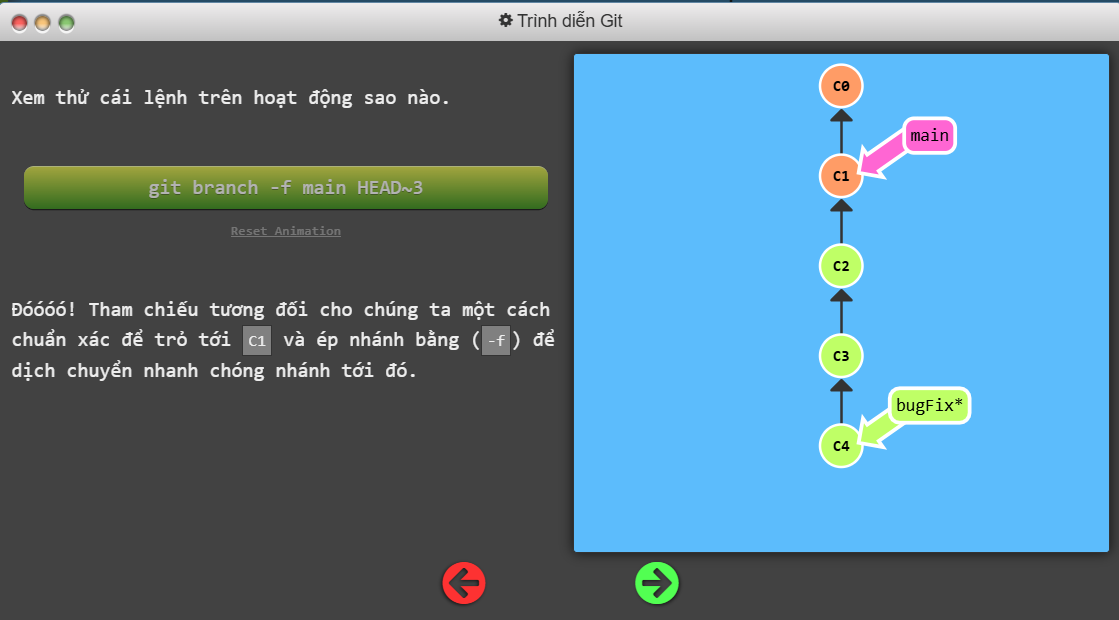 Trình diễn Git
Xem thử cái lệnh trên hoạt động sao nào.
git branch -f main HEAD~3
Reset Animation
Đóóóó! Tham chiếu tương đối cho chúng ta một cách
chuẩn xác để trỏ tới C1 và ép nhánh bằng (-f) để
dịch chuyển nhanh chóng nhánh tới đó.
C0
main
C1
C2
C3
bugFix*
C4